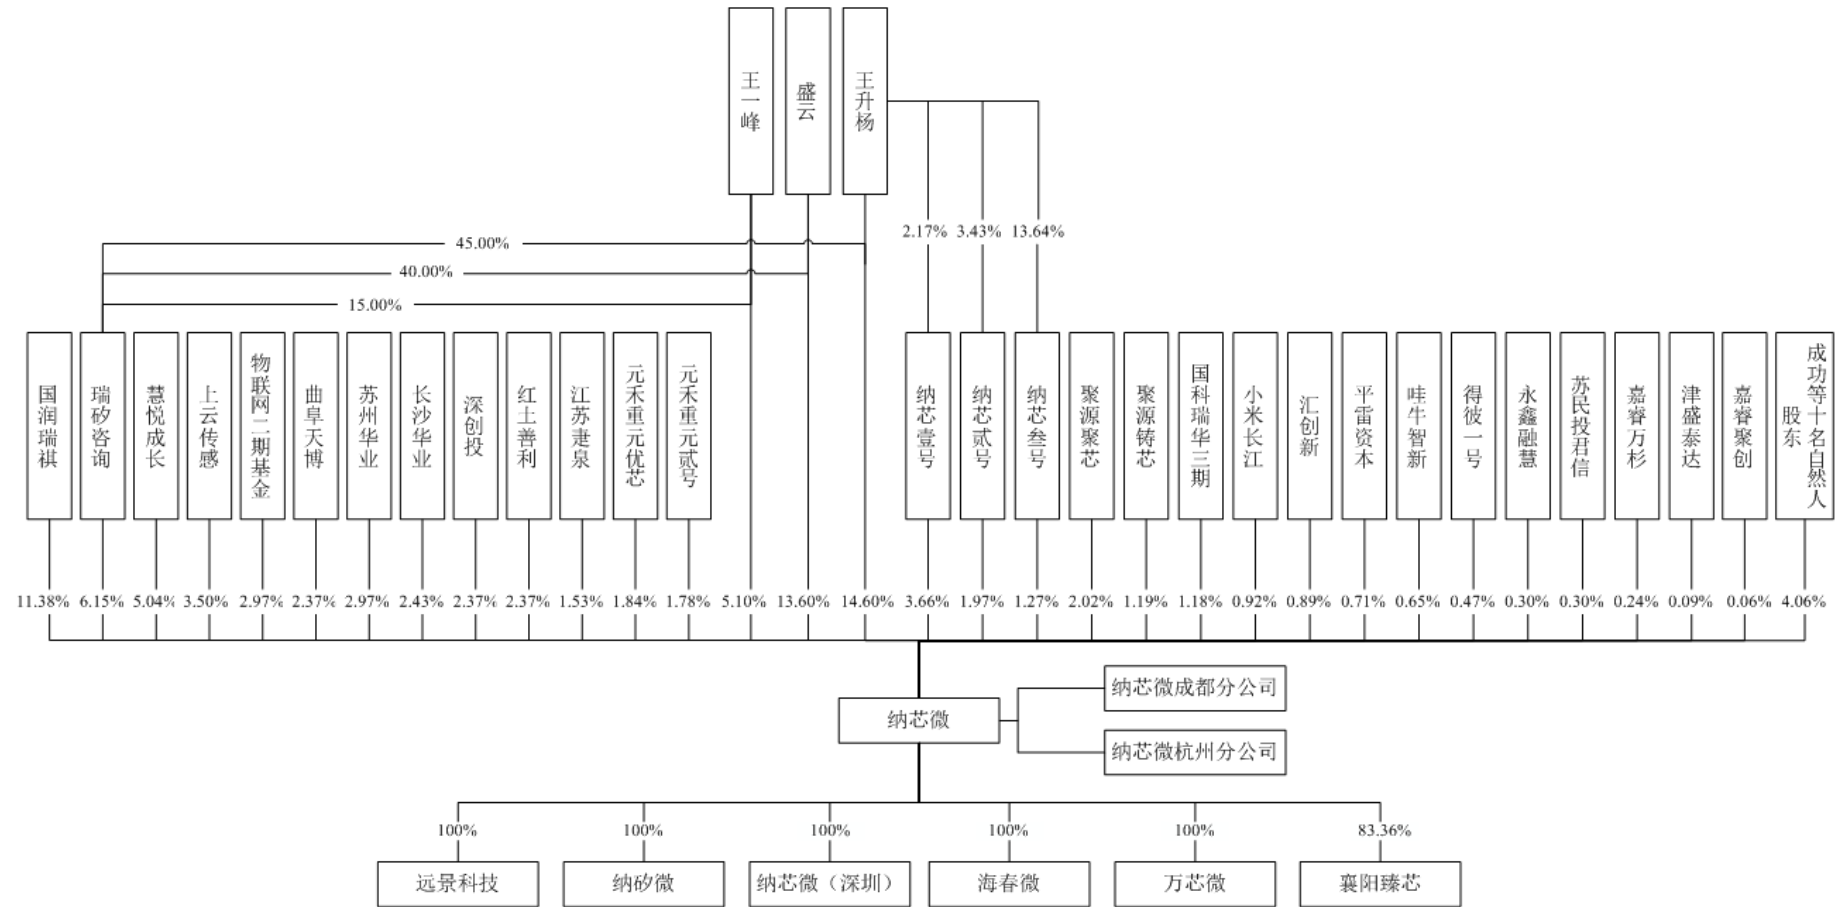 王一峰
盛云
王升杨
2.17%
3.43%
13.64%
45.00%
40.00%
15.00%
国润瑞祺
瑞矽咨询
慧悦成长
上云传感
物联网二期基金
曲阜天博
苏州华业
长沙华业
深创投
红土善利
江苏疌泉
元禾重元优芯
元禾重元贰号
纳芯壹号
纳芯贰号
纳芯叁号
聚源聚芯
聚源铸芯
国科瑞华三期
小米长江
汇创新
平雷资本
哇牛智新
得彼一号
永鑫融慧
苏民投君信
嘉睿万杉
津盛泰达
嘉睿聚创
成功等十名自然人
股东
11.38%
6.15%
5.04%
3.50%
2.97%
2.37%
2.97%
2.43%
2.37%
2.37%
1.53%
1.84%
1.78%
5.10%
13.60%
14.60%
3.66%
1.97%
1.27%
2.02%
1.19%
1.18%
0.92%
0.89%
0.71%
0.65%
0.47%
0.30%
0.30%
0.24%
0.09%
0.06%
4.06%
纳芯微成都分公司
纳芯微
纳芯微杭州分公司
100%
100%
100%
100%
100%
83.36%
远景科技
纳矽微
纳芯微（深圳）
海春微
万芯微
襄阳臻芯